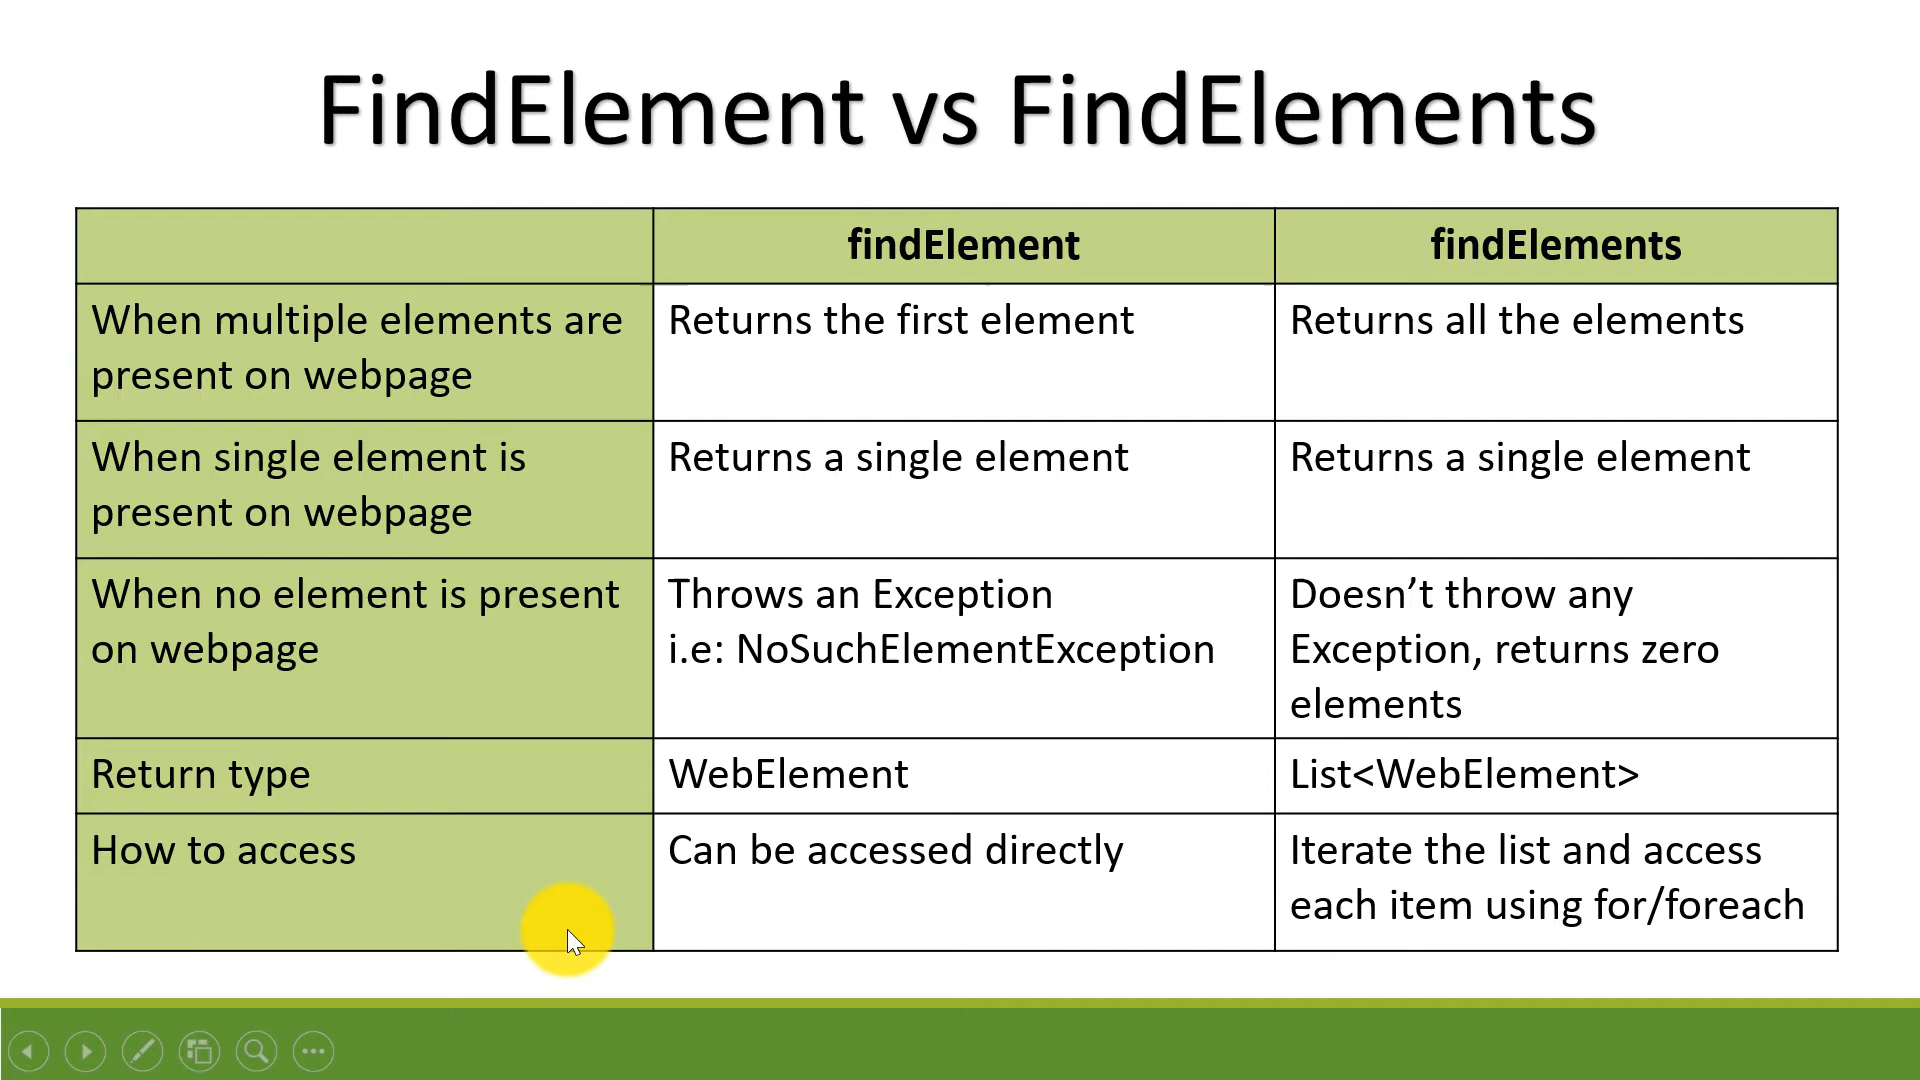 FindElement vs FindElements
findElement
findElements
When multiple elements are
present on webpage
Returns the first element
Returns all the elements
When single element is
present on webpage
Returns a single element
Returns a single element
When no element is present
on webpage
Throws an Exception
i.e: NoSuchElementException
Doesn’t throw any
Exception, returns zero
elements
Return type
WebElement
List<WebElement>
How to access
Can be accessed directly
Iterate the list and access
each item using for/foreach